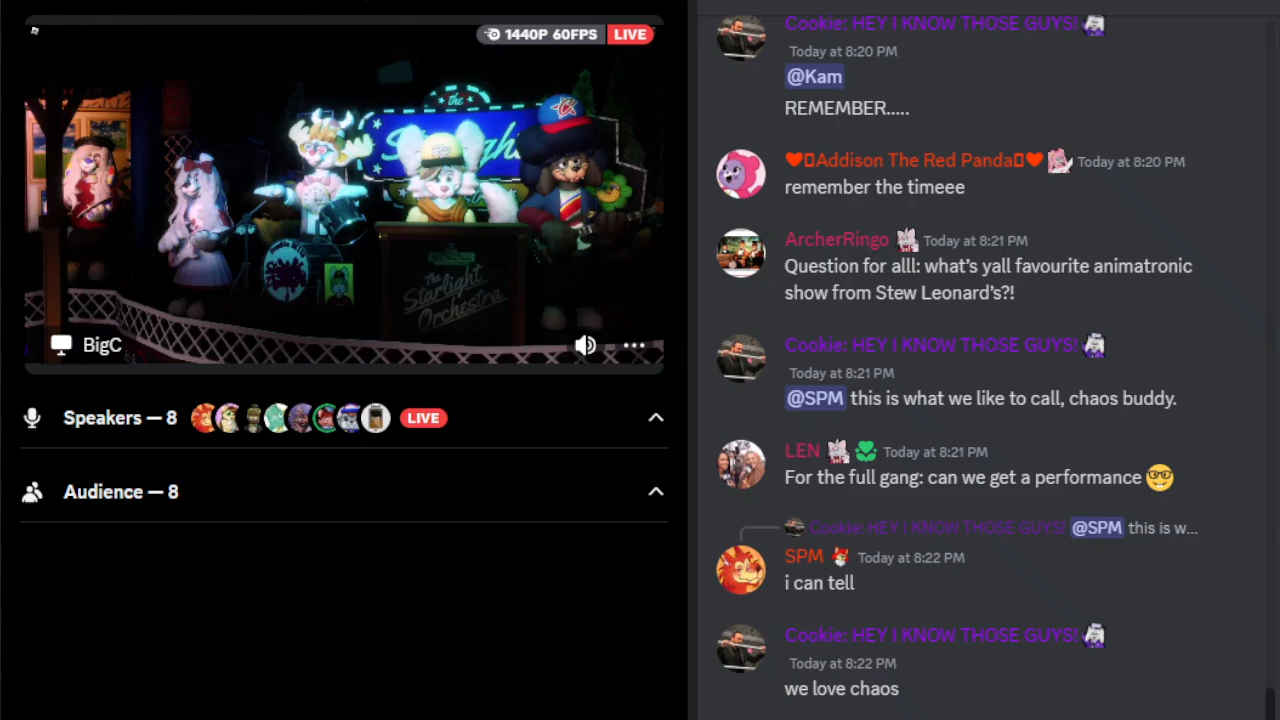 1440P 60FPS LIVE
the
The
Starlight
Orchestra
BigC
Speakers — 8 LIVE
Audience — 8
Cookie: HEY I KNOW THOSE GUYS!
Today at 8:20 PM
@Kam
REMEMBER.....
Addison The Red Panda Today at 8:20 PM
remember the timeee
ArcherRingo Today at 8:21 PM
Question for alll: what's yall favourite animatronic
show from Stew Leonard's?!
Cookie: HEY I KNOW THOSE GUYS!
Today at 8:21 PM
@SPM this is what we like to call, chaos buddy.
LEN Today at 8:21 PM
For the full gang: can we get a performance
Cookie: HEY I KNOW THOSE GUYS! @SPM this is w...
SPM Today at 8:22 PM
i can tell
Cookie: HEY I KNOW THOSE GUYS!
Today at 8:22 PM
we love chaos